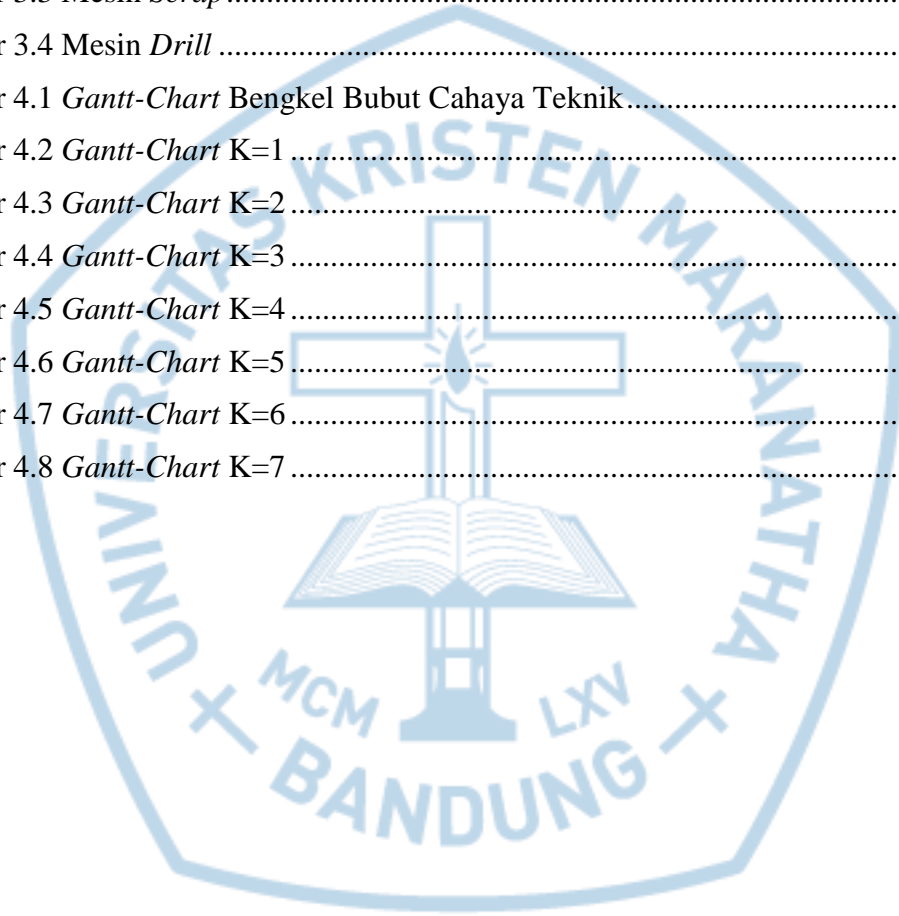 r 3.4 Mesin Drill ........................................................
r 4.1 Gantt-Chart Bengkel Bubut Cahaya Teknik ........................................................
r 4.2 Gantt-Chart K=1 ........................................................
r 4.3 Gantt-Chart K=2 ........................................................
r 4.4 Gantt-Chart K=3 ........................................................
r 4.5 Gantt-Chart K=4 ........................................................
r 4.6 Gantt-Chart K=5 ........................................................
r 4.7 Gantt-Chart K=6 ........................................................
r 4.8 Gantt-Chart K=7 ........................................................
UNIVERSITAS KRISTEN MARANATHA
MCM LXV
BANDUNG